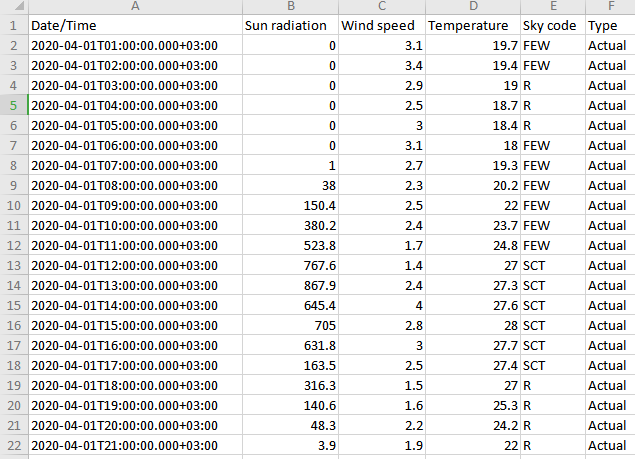 A B C D E F
1 Date/Time Sun radiation Wind speed Temperature Sky code Type
2 2020-04-01T01:00:00.000+03:00 0 3.1 19.7 FEW Actual
3 2020-04-01T02:00:00.000+03:00 0 3.4 19.4 FEW Actual
4 2020-04-01T03:00:00.000+03:00 0 2.9 19 R Actual
5 2020-04-01T04:00:00.000+03:00 0 2.5 18.7 R Actual
6 2020-04-01T05:00:00.000+03:00 0 3 18.4 R Actual
7 2020-04-01T06:00:00.000+03:00 0 3.1 18 FEW Actual
8 2020-04-01T07:00:00.000+03:00 1 2.7 19.3 FEW Actual
9 2020-04-01T08:00:00.000+03:00 38 2.3 20.2 FEW Actual
10 2020-04-01T09:00:00.000+03:00 150.4 2.5 22 FEW Actual
11 2020-04-01T10:00:00.000+03:00 380.2 2.4 23.7 FEW Actual
12 2020-04-01T11:00:00.000+03:00 523.8 1.7 24.8 FEW Actual
13 2020-04-01T12:00:00.000+03:00 767.6 1.4 27 SCT Actual
14 2020-04-01T13:00:00.000+03:00 867.9 2.4 27.3 SCT Actual
15 2020-04-01T14:00:00.000+03:00 645.4 4 27.6 SCT Actual
16 2020-04-01T15:00:00.000+03:00 705 2.8 28 SCT Actual
17 2020-04-01T16:00:00.000+03:00 631.8 3 27.7 SCT Actual
18 2020-04-01T17:00:00.000+03:00 163.5 2.5 27.4 SCT Actual
19 2020-04-01T18:00:00.000+03:00 316.3 1.5 27 R Actual
20 2020-04-01T19:00:00.000+03:00 140.6 1.6 25.3 R Actual
21 2020-04-01T20:00:00.000+03:00 48.3 2.2 24.2 R Actual
22 2020-04-01T21:00:00.000+03:00 3.9 1.9 22 R Actual